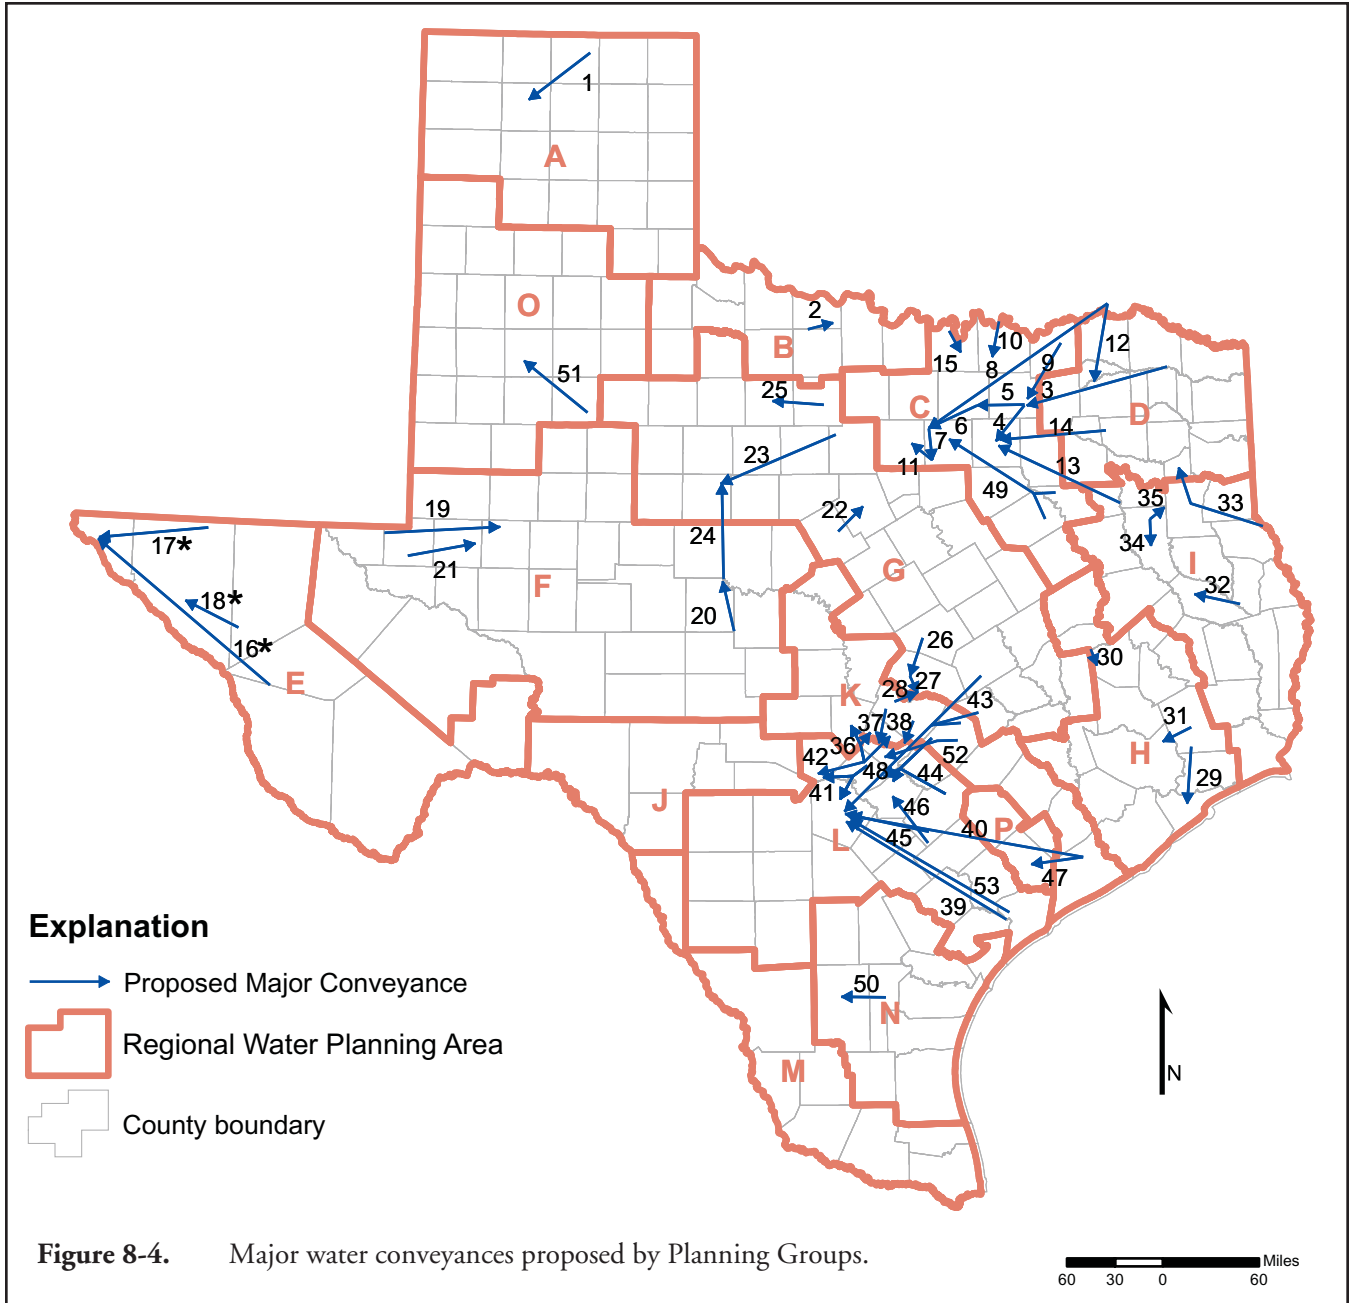 1
A
O
2
B
51
25
15
10
8
9
12
5
3
C
D
6
4
14
7
11
13
23
49
35
33
22
34
19
24
I
17*
21
G
F
32
18*
20
26
16*
30
E
28
27
K
43
37
38
31
36
52
H
42
48
44
29
41
46
J
40
P
45
L
47
53
39
Explanation
Proposed Major Conveyance
50
N
Regional Water Planning Area
M
N
County boundary
Figure 8-4. Major water conveyances proposed by Planning Groups.
Miles
60 30 0 60